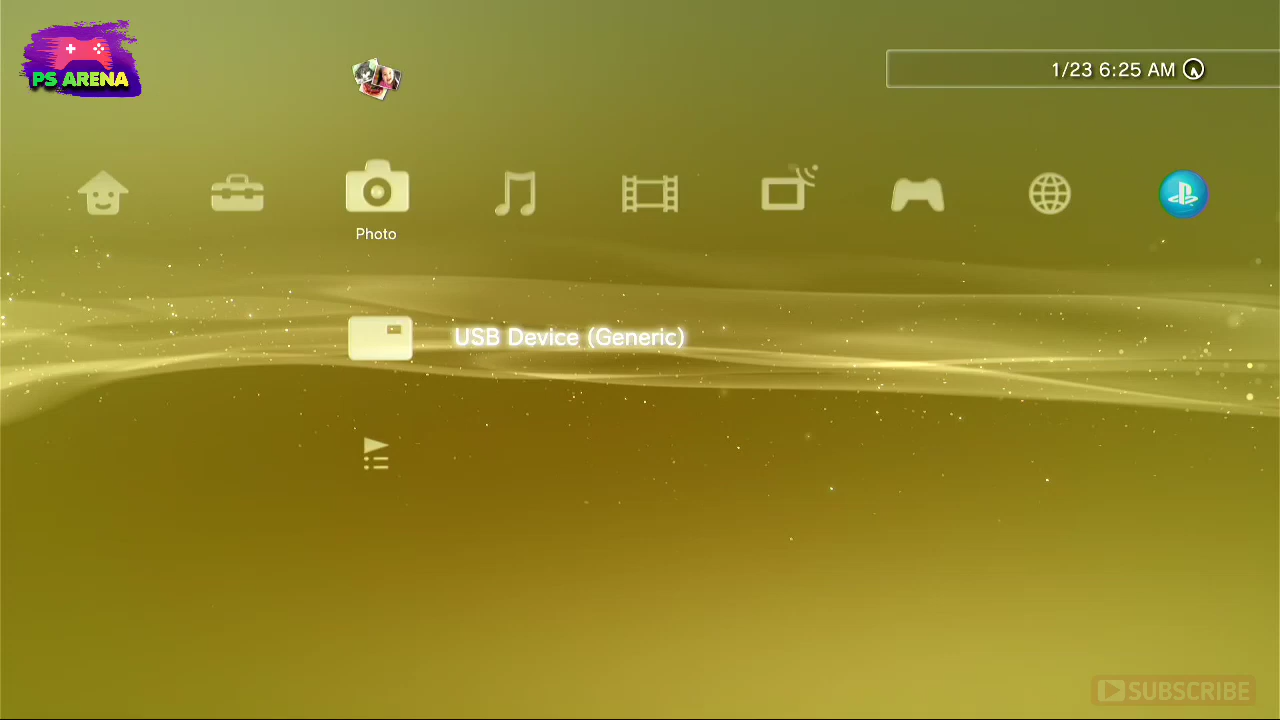 PS ARENA
1/23 6:25 AM
Photo
USB Device (Generic)
SUBSCRIBE